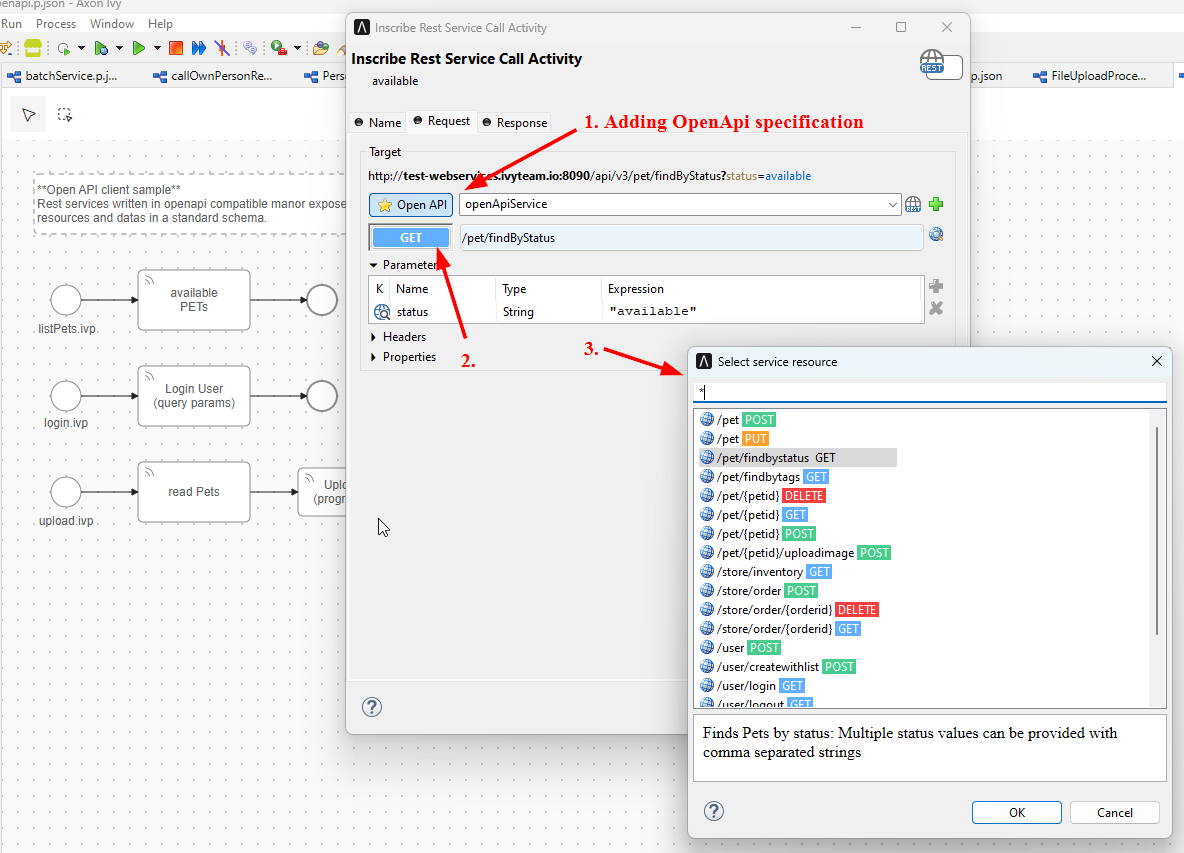 openapi.p.json - Axon Ivy
Run Process Window Help
batchService.p.j...
callOwnPersonRe...
Perso
p.json
FileUploadProce...
**Open API client sample**
Rest services written in openapi compatible manor expose
resources and datas in a standard schema.
available
PETs
listPets.ivp
Login User
(query params)
login.ivp
read Pets
upload.ivp
Uplo
(progr
Inscribe Rest Service Call Activity
Inscribe Rest Service Call Activity
available
REST
Name Request Response
1. Adding OpenApi specification
Target
http://test-webservices.ivyteam.io:8090/api/v3/pet/findByStatus?status=available
Open API openApiService
GET /pet/findByStatus
Parameter
K Name Type Expression
status String "available"
Headers
Properties
2.
3.
?
Select service resource
*
/pet POST
/pet PUT
/pet/findbystatus GET
/pet/findbytags GET
/pet/{petid} DELETE
/pet/{petid} GET
/pet/{petid} POST
/pet/{petid}/uploadimage POST
/store/inventory GET
/store/order POST
/store/order/{orderid} DELETE
/store/order/{orderid} GET
/user POST
/user/createwithlist POST
/user/login GET
/user/logout GET
Finds Pets by status: Multiple status values can be provided with
comma separated strings
?
OK Cancel